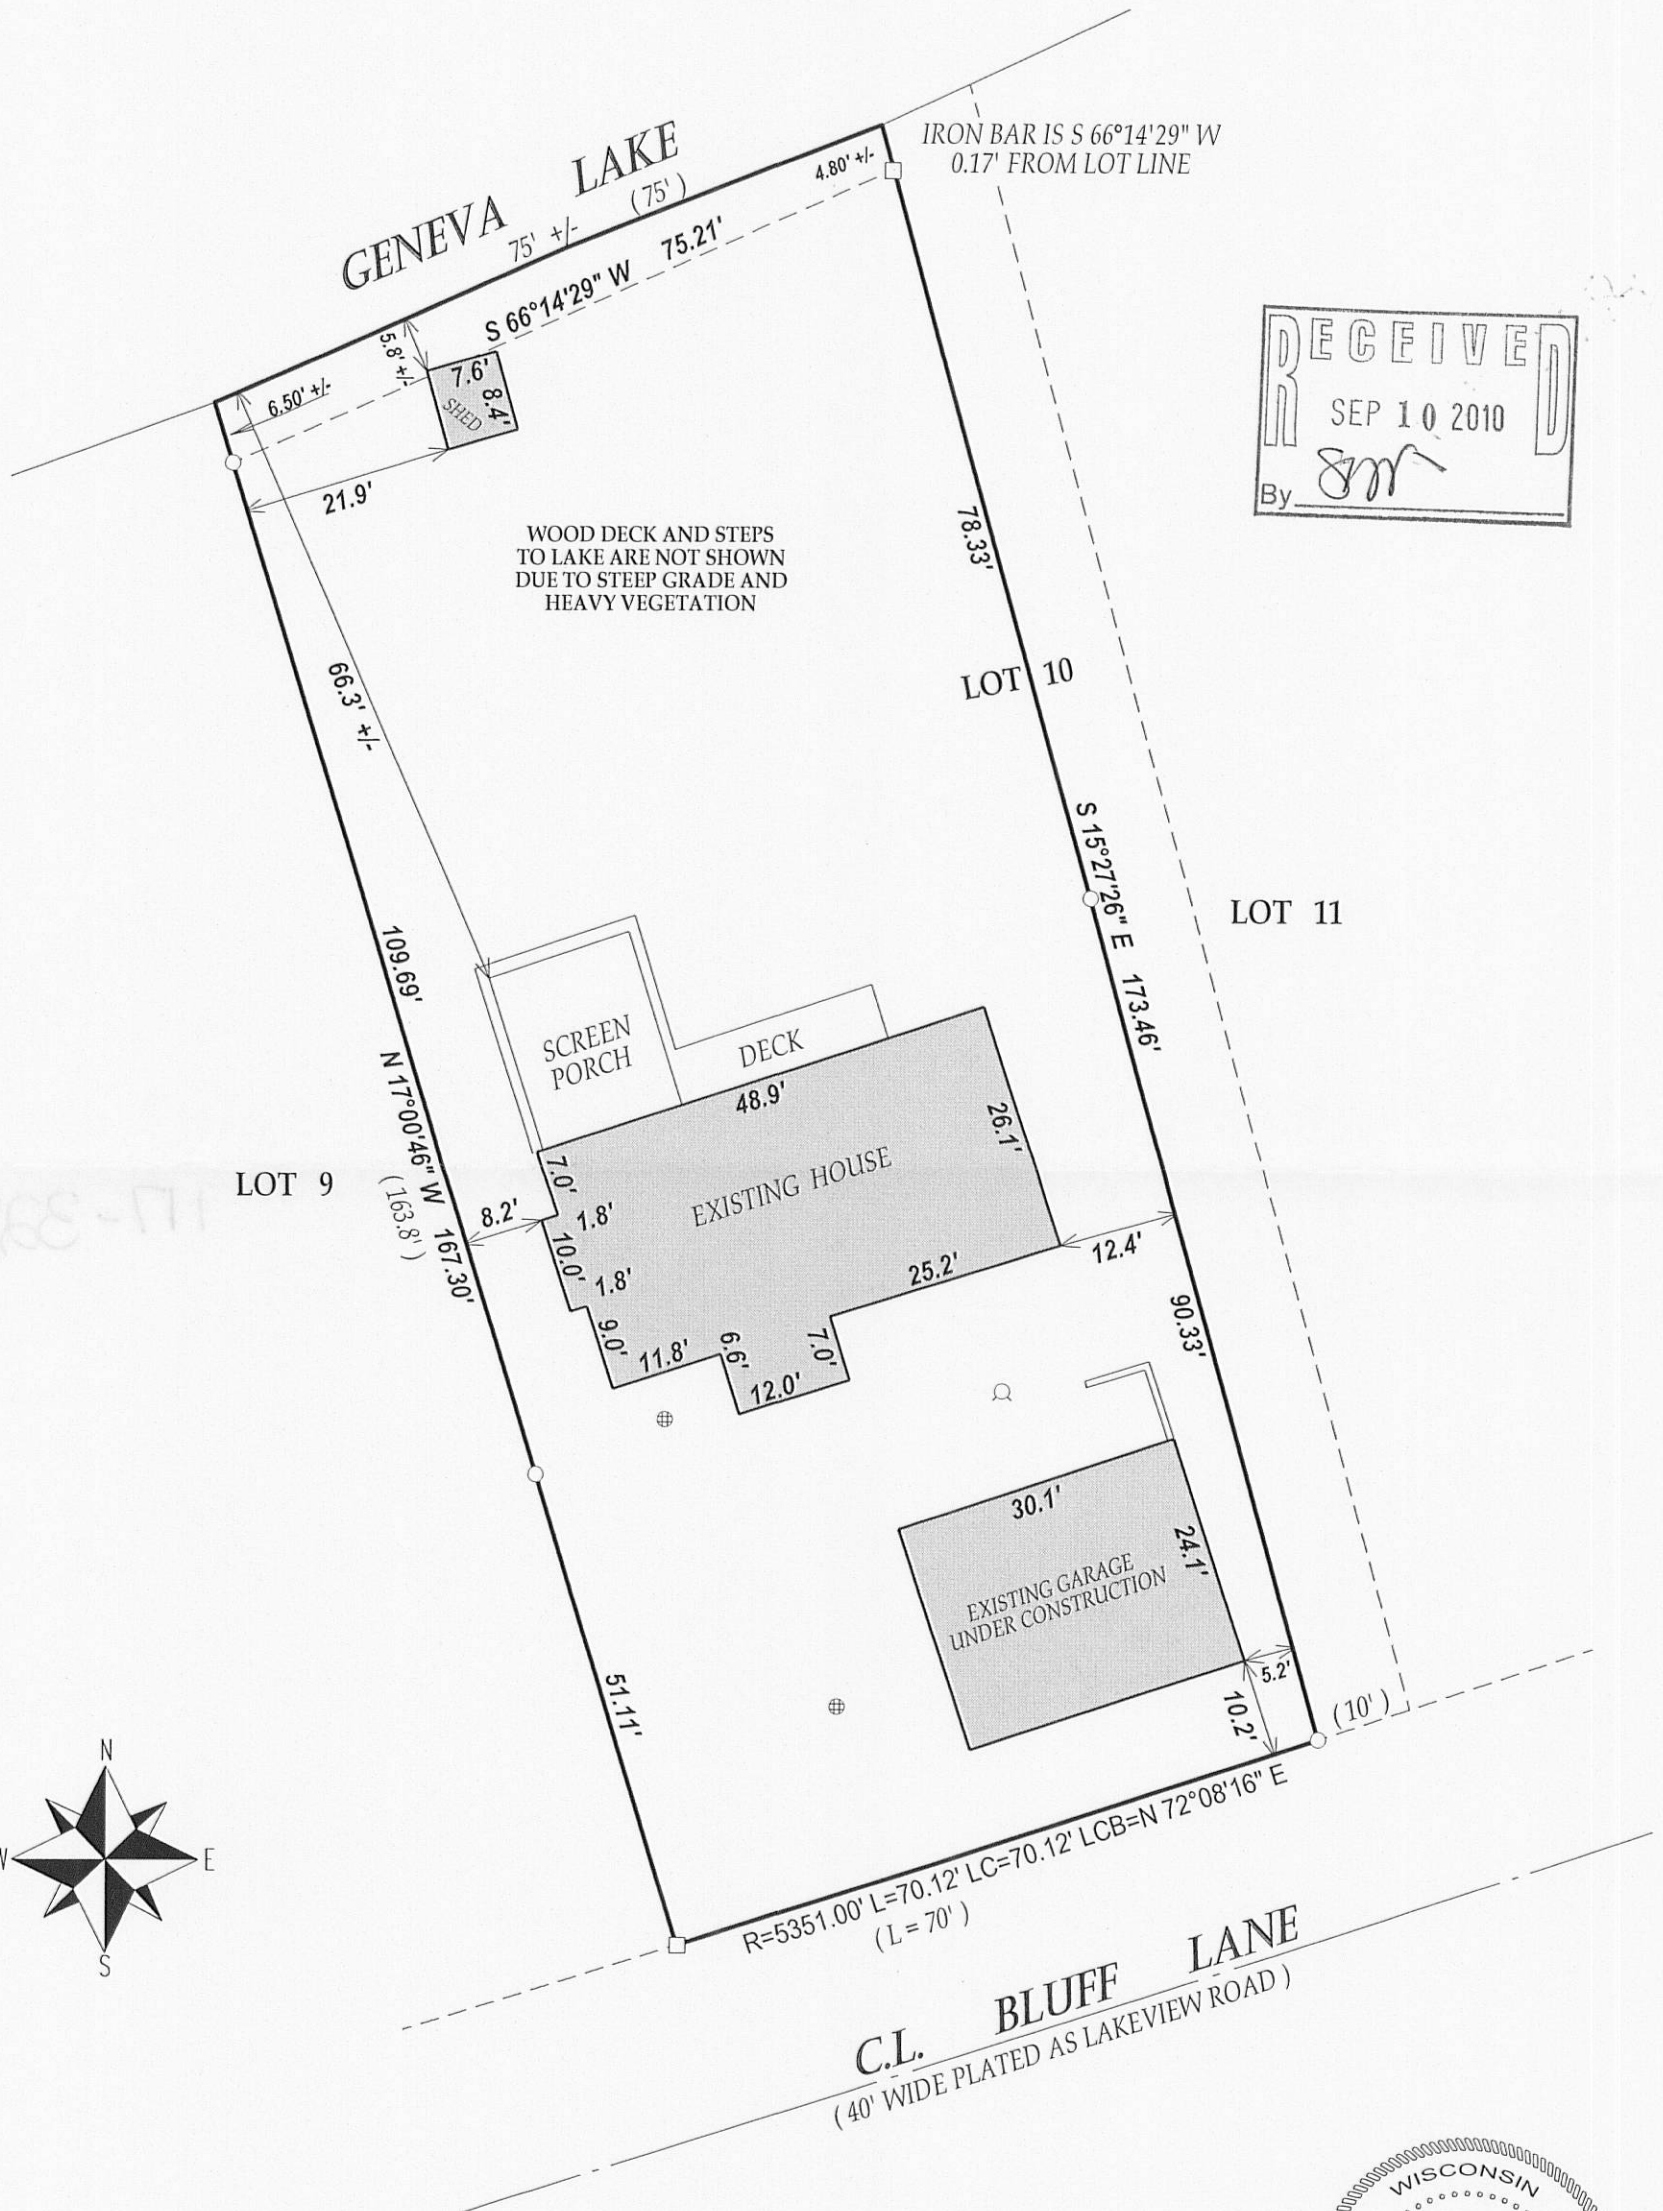 GENEVA LAKE
75' +/- (75')
IRON BAR IS S 66°14'29" W
0.17' FROM LOT LINE
4.80' +/-
S 66°14'29" W 75.21'
5.8' +/-
6.50' +/-
7.6'
8.4'
SHED
21.9'
RECEIVED
SEP 10 2010
By
WOOD DECK AND STEPS
TO LAKE ARE NOT SHOWN
DUE TO STEEP GRADE AND
HEAVY VEGETATION
78.33'
66.3' +/-
LOT 10
S 15°27'26" E 173.46'
LOT 11
109.69'
SCREEN
PORCH
DECK
48.9'
26.1'
N 17°00'46" W 167.30'
(163.8')
LOT 9
EXISTING HOUSE
7.0'
1.8'
8.2'
10.0'
1.8'
25.2'
12.4'
9.0'
11.8'
6.6'
7.0'
12.0'
90.33'
30.1'
24.1'
EXISTING GARAGE
UNDER CONSTRUCTION
51.11'
5.2'
10.2'
(10')
N
W E
S
R=5351.00' L=70.12' LC=70.12' LCB=N 72°08'16" E
(L = 70')
C.L. BLUFF LANE
(40' WIDE PLATED AS LAKEVIEW ROAD)
WISCONSIN